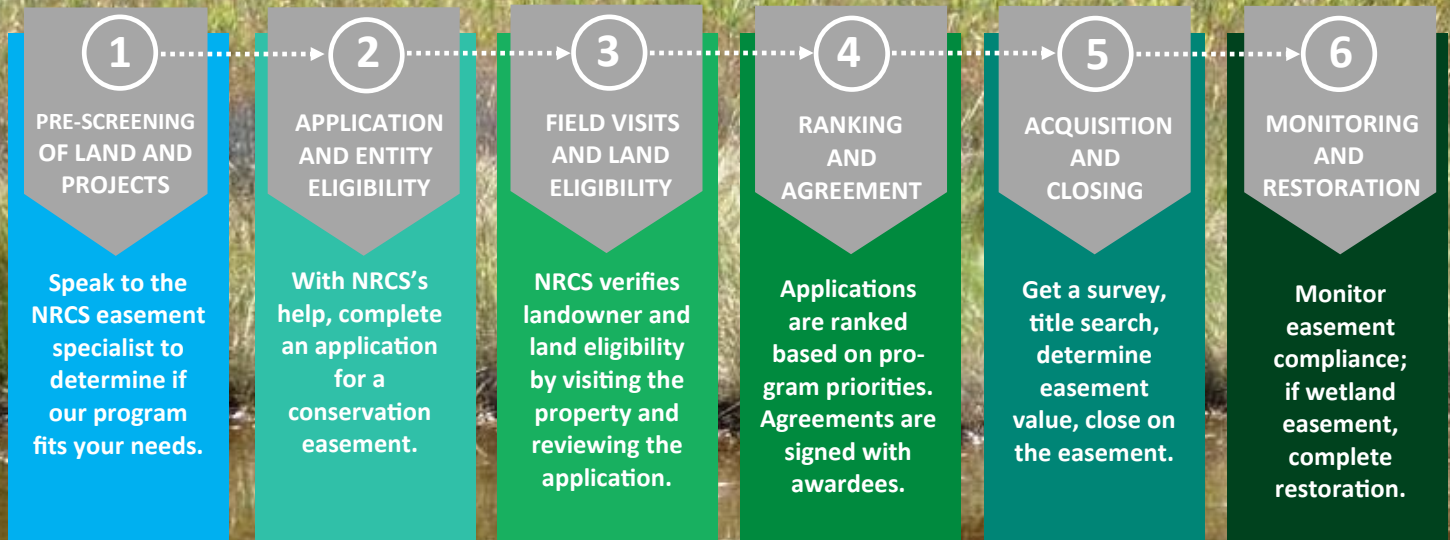 1
PRE-SCREENING
OF LAND AND
PROJECTS
Speak to the
NRCS easement
specialist to
determine if
our program
fits your needs.
2
APPLICATION
AND ENTITY
ELIGIBILITY
With NRCS’s
help, complete
an application
for a
conservation
easement.
3
FIELD VISITS
AND LAND
ELIGIBILITY
NRCS verifies
landowner and
land eligibility
by visiting the
property and
reviewing the
application.
4
RANKING
AND
AGREEMENT
Applications
are ranked
based on pro-
gram priorities.
Agreements are
signed with
awardees.
5
ACQUISITION
AND
CLOSING
Get a survey,
title search,
determine
easement
value, close on
the easement.
6
MONITORING
AND
RESTORATION
Monitor
easement
compliance;
if wetland
easement,
complete
restoration.